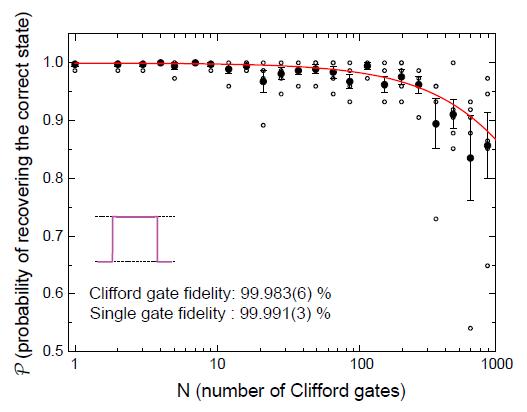 𝒫 (probability of recovering the correct state)
1.0
0.9
0.8
0.7
0.6
0.5
Clifford gate fidelity: 99.983(6) %
Single gate fidelity : 99.991(3) %
1
10
100
1000
N (number of Clifford gates)